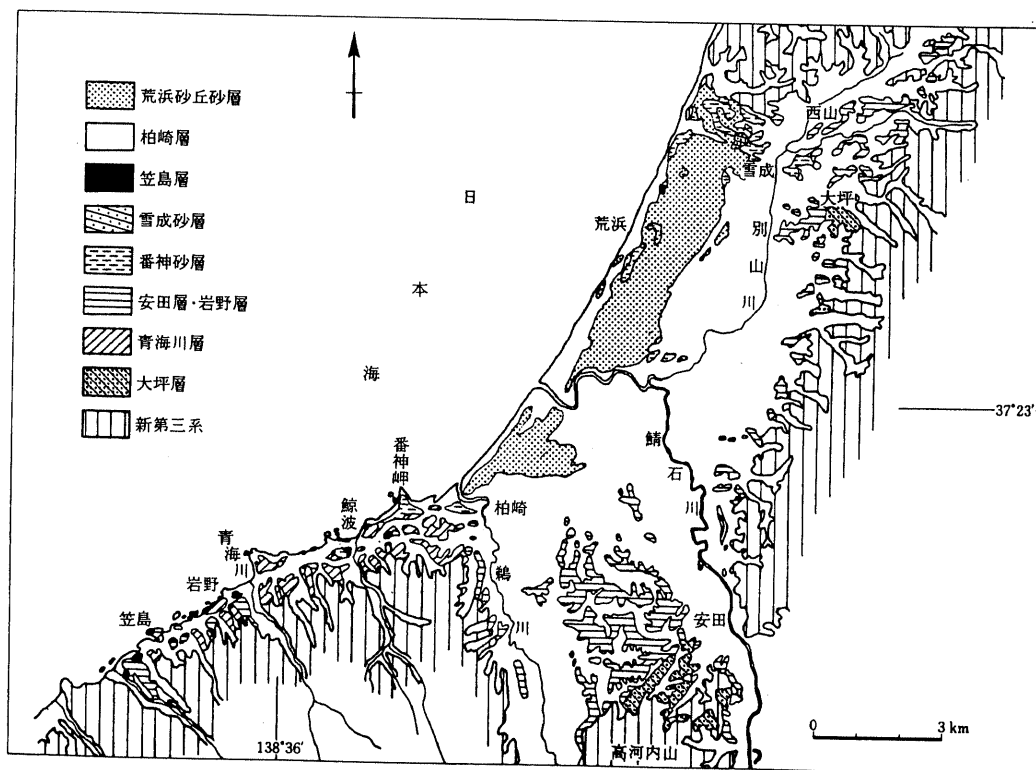 荒浜砂丘砂層
柏崎層
笠島層
雪成砂層
番神砂層
安田層・岩野層
青海川層
大坪層
新第三系
日本海
西山
雪成
大坪
荒浜
別山川
37°23′
鯖石川
番神岬
鯨波
柏崎
青海川
岩野
鵜川
笠島
安田
0 3 km
138°36′
高河内山